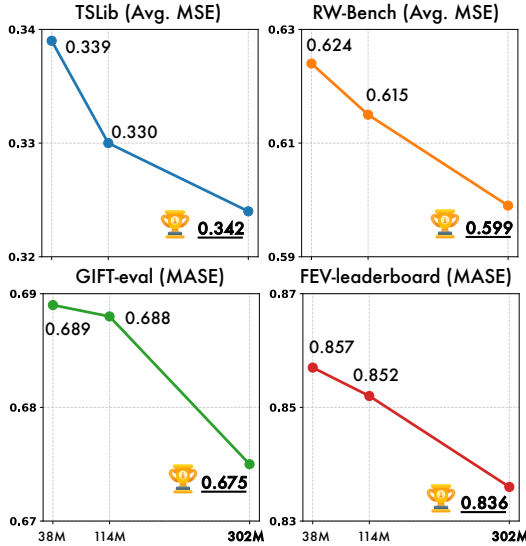 TSLib (Avg. MSE)
0.34
0.339
0.33
0.330
0.342
0.32
RW-Bench (Avg. MSE)
0.63
0.624
0.615
0.61
0.599
0.59
GIFT-eval (MASE)
0.69
0.689
0.688
0.68
0.675
0.67
38M
114M
302M
FEV-leaderboard (MASE)
0.87
0.857
0.852
0.85
0.836
0.83
38M
114M
302M